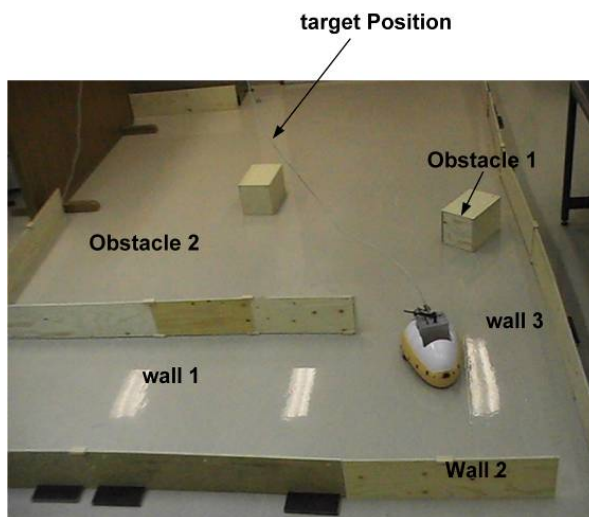 target Position
Obstacle 1
Obstacle 2
wall 3
wall 1
Wall 2